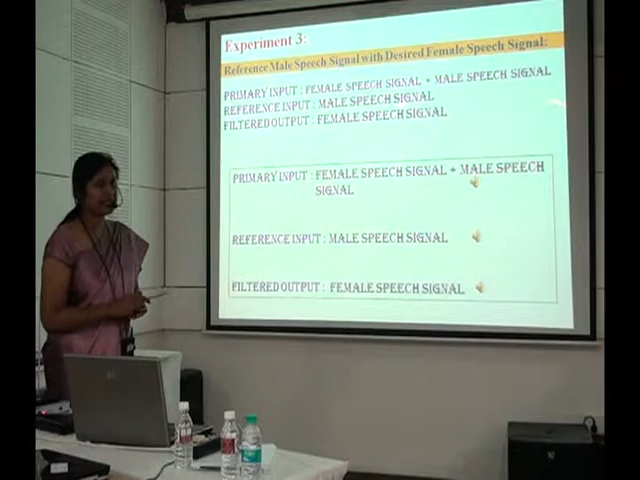 Experiment 3:
Reference Male Speech Signal with Desired Female Speech Signal:
PRIMARY INPUT : FEMALE SPEECH SIGNAL + MALE SPEECH SIGNAL
REFERENCE INPUT : MALE SPEECH SIGNAL
FILTERED OUTPUT : FEMALE SPEECH SIGNAL
PRIMARY INPUT : FEMALE SPEECH SIGNAL + MALE SPEECH
SIGNAL
REFERENCE INPUT : MALE SPEECH SIGNAL
FILTERED OUTPUT : FEMALE SPEECH SIGNAL